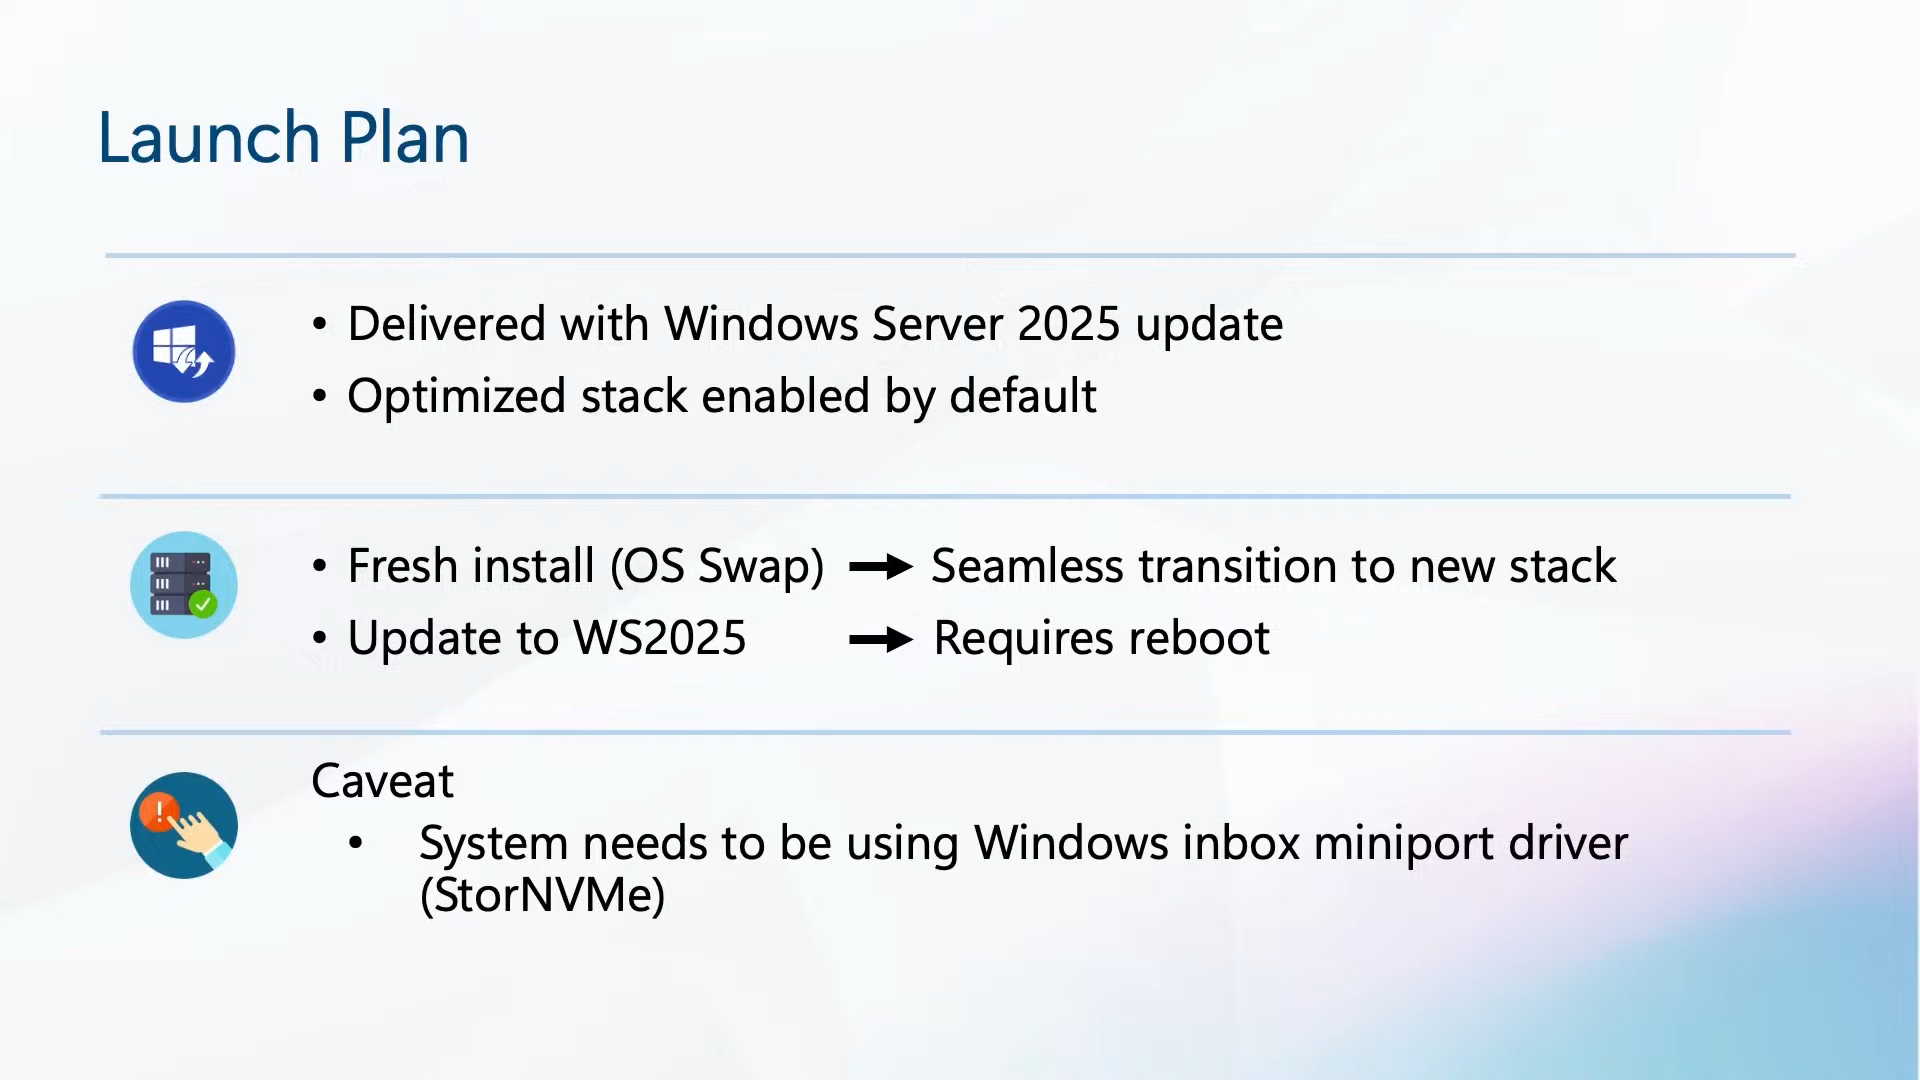 Launch Plan
• Delivered with Windows Server 2025 update
• Optimized stack enabled by default
• Fresh install (OS Swap) → Seamless transition to new stack
• Update to WS2025 → Requires reboot
Caveat
• System needs to be using Windows inbox miniport driver
(StorNVMe)